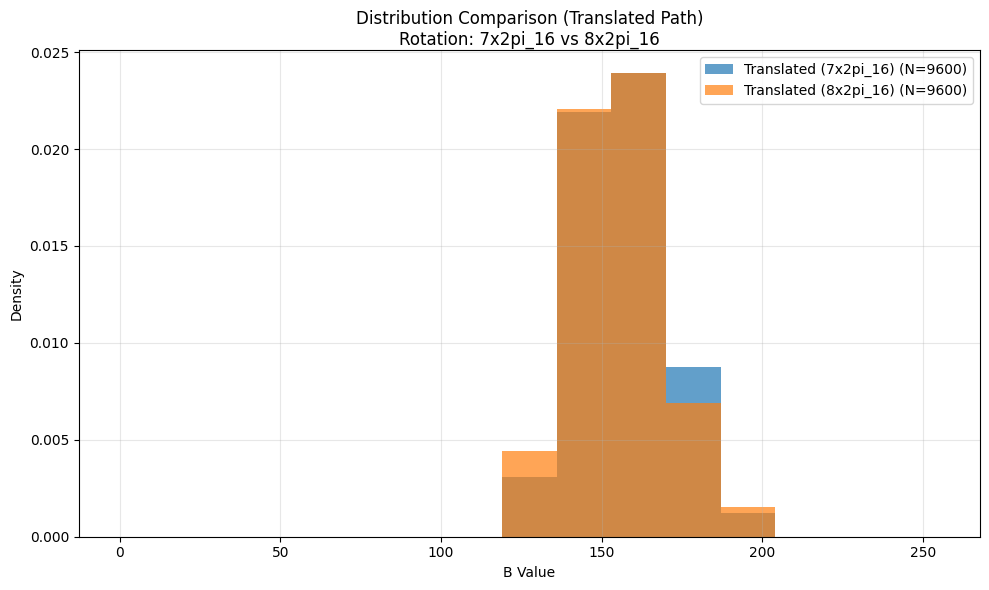 Distribution Comparison (Translated Path)
Rotation: 7x2pi_16 vs 8x2pi_16
Translated (7x2pi_16) (N=9600)
Translated (8x2pi_16) (N=9600)
Density
0.025
0.020
0.015
0.010
0.005
0.000
0 50 100 150 200 250
B Value